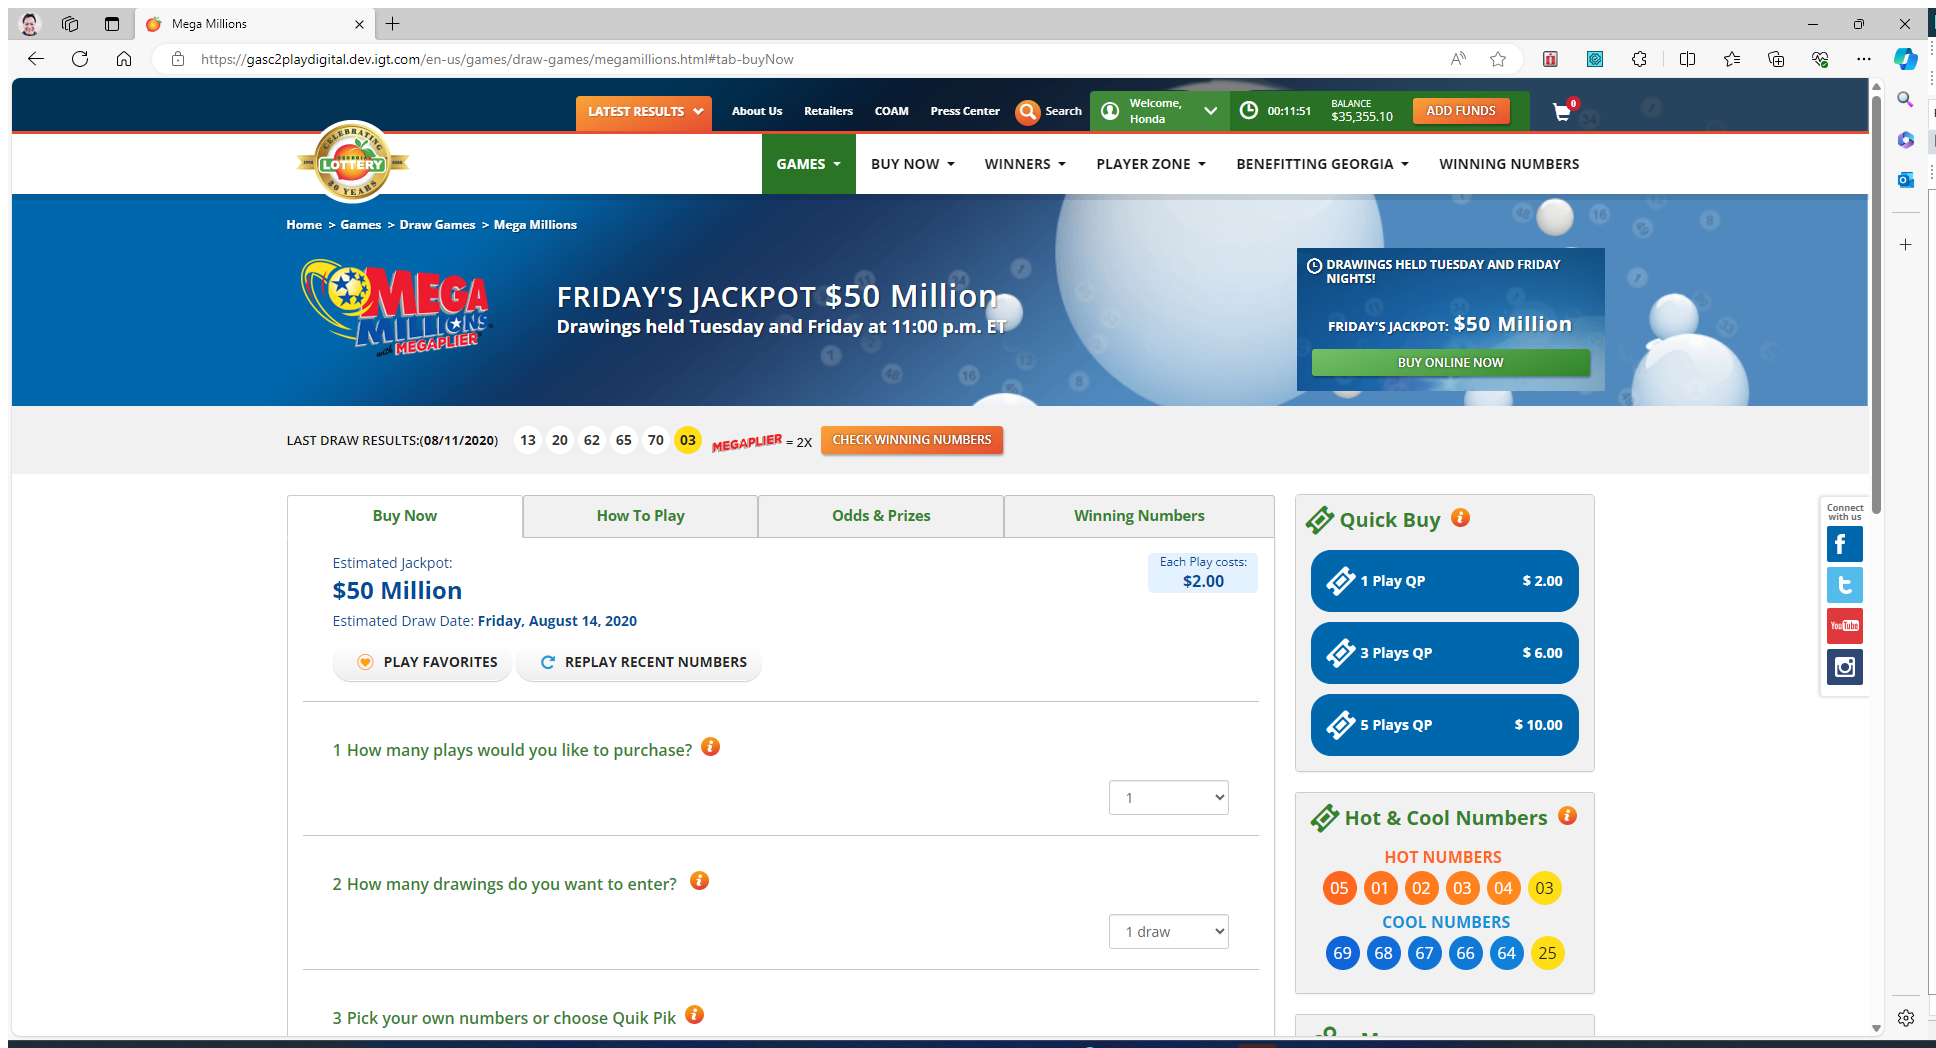 Mega Millions
https://gasc2playdigital.dev.igt.com/en-us/games/draw-games/megamillions.html#tab-buyNow
LATEST RESULTS
About Us
Retailers
COAM
Press Center
Search
Welcome,
Honda
00:11:51
BALANCE
$35,355.10
ADD FUNDS
0
CELEBRATING
GEORGIA
LOTTERY
30 YEARS
GAMES
BUY NOW
WINNERS
PLAYER ZONE
BENEFITTING GEORGIA
WINNING NUMBERS
Home > Games > Draw Games > Mega Millions
MEGA
MILLIONS
with MEGAPLIER
FRIDAY'S JACKPOT $50 Million
Drawings held Tuesday and Friday at 11:00 p.m. ET
DRAWINGS HELD TUESDAY AND FRIDAY
NIGHTS!
FRIDAY'S JACKPOT: $50 Million
BUY ONLINE NOW
LAST DRAW RESULTS:(08/11/2020) 13 20 62 65 70 03 MEGAPLIER = 2X CHECK WINNING NUMBERS
Buy Now
How To Play
Odds & Prizes
Winning Numbers
Estimated Jackpot:
$50 Million
Estimated Draw Date: Friday, August 14, 2020
Each Play costs:
$2.00
PLAY FAVORITES
REPLAY RECENT NUMBERS
1 How many plays would you like to purchase?
1
2 How many drawings do you want to enter?
1 draw
3 Pick your own numbers or choose Quik Pik
Quick Buy
1 Play QP $ 2.00
3 Plays QP $ 6.00
5 Plays QP $ 10.00
Hot & Cool Numbers
HOT NUMBERS
05 01 02 03 04 03
COOL NUMBERS
69 68 67 66 64 25
Connect
with us
You Tube